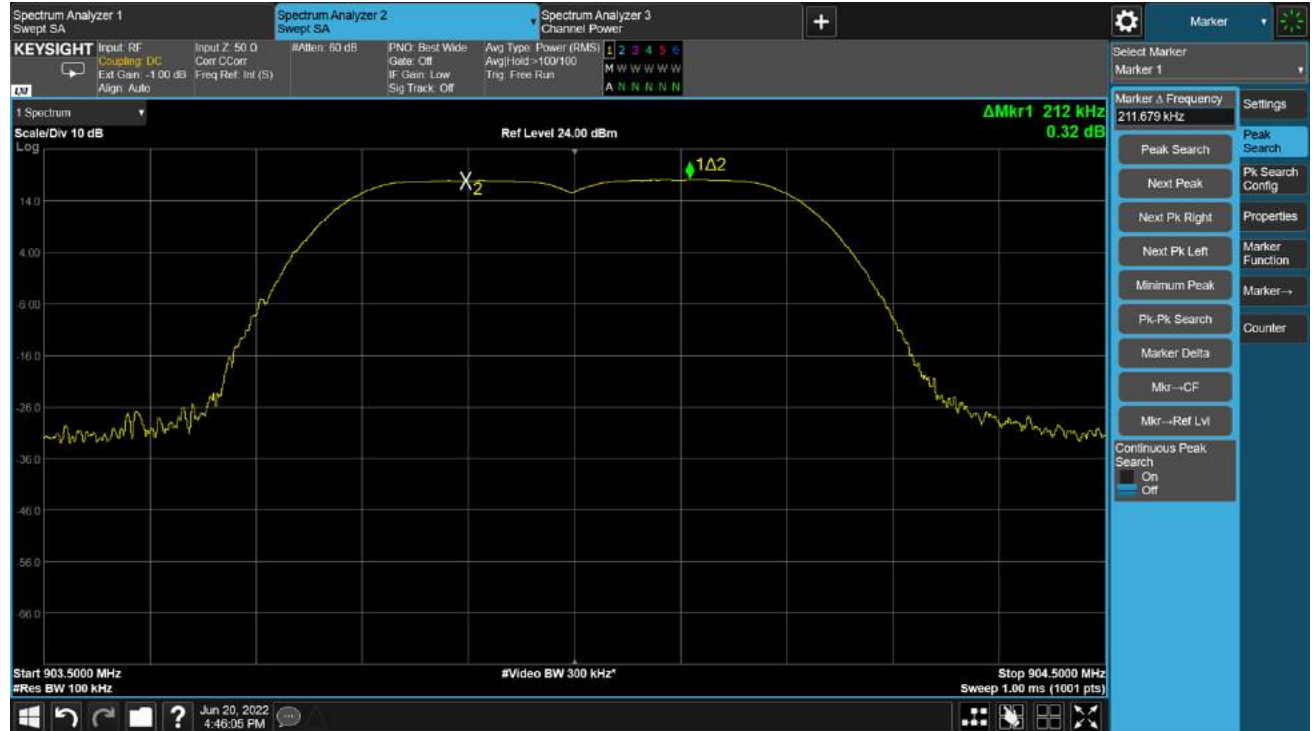 Spectrum Analyzer 1
Swept SA
Spectrum Analyzer 2
Swept SA
Spectrum Analyzer 3
Channel Power
+
Marker
KEYSIGHT
Input: RF
Coupling: DC
Ext Gain: -1.00 dB
Align: Auto
Input Z: 50 Ω
Corr CCorr
Freq Ref: Int (S)
#Atten: 60 dB
PNO: Best Wide
Gate: Off
IF Gain: Low
Sig Track: Off
Avg Type: Power (RMS)
Avg|Hold:>100/100
Trig: Free Run
1 2 3 4 5 6
M W W W W W
A N N N N N
LXI
Select Marker
Marker 1
1 Spectrum
Scale/Div 10 dB
Log
Ref Level 24.00 dBm
ΔMkr1 212 kHz
0.32 dB
1Δ2
X2
14.0
4.00
-6.00
-16.0
-26.0
-36.0
-46.0
-56.0
-66.0
Start 903.5000 MHz
#Res BW 100 kHz
#Video BW 300 kHz*
Stop 904.5000 MHz
Sweep 1.00 ms (1001 pts)
Marker Δ Frequency
211.679 kHz
Peak Search
Next Peak
Next Pk Right
Next Pk Left
Minimum Peak
Pk-Pk Search
Marker Delta
Mkr→CF
Mkr→Ref Lvl
Continuous Peak
Search
On
Off
Settings
Peak
Search
Pk Search
Config
Properties
Marker
Function
Marker→
Counter
?
Jun 20, 2022
4:46:05 PM